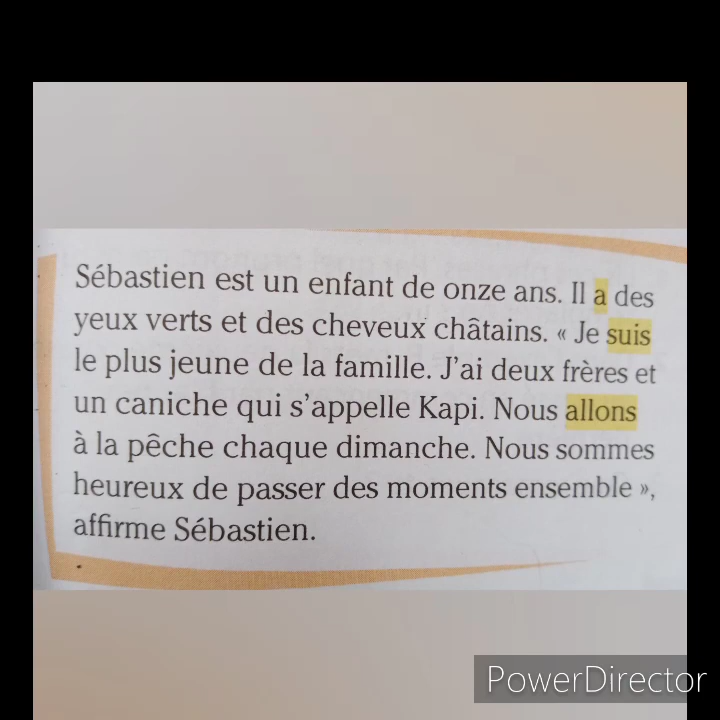 Sébastien est un enfant de onze ans. Il a des
yeux verts et des cheveux châtains. « Je suis
le plus jeune de la famille. J'ai deux frères et
un caniche qui s'appelle Kapi. Nous allons
à la pêche chaque dimanche. Nous sommes
heureux de passer des moments ensemble »,
affirme Sébastien.
PowerDirector